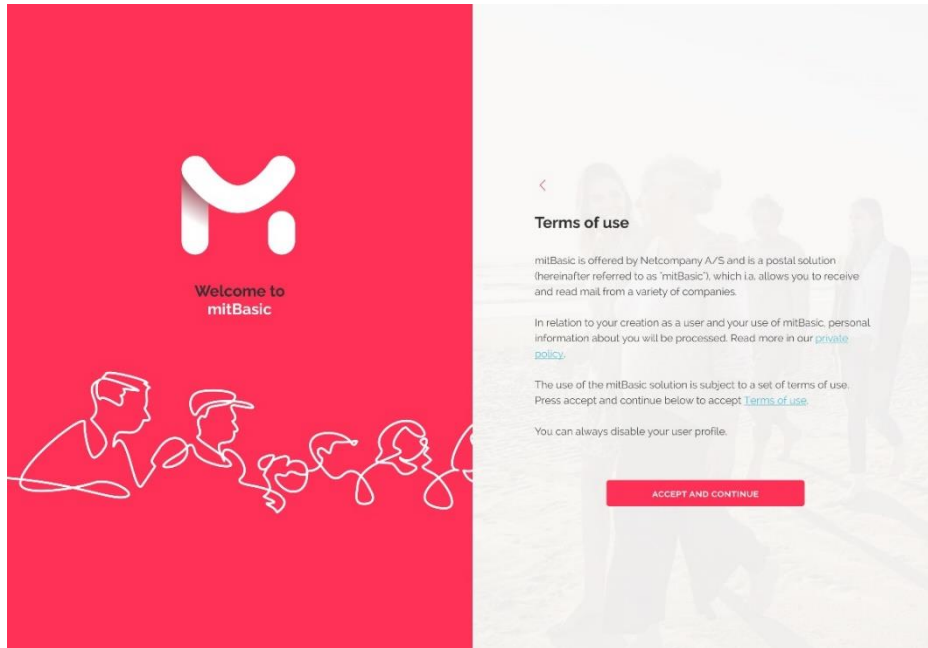 Welcome to
mitBasic
Terms of use
mitBasic is offered by Netcompany A/S and is a postal solution
(hereinafter referred to as "mitBasic"), which i.a. allows you to receive
and read mail from a variety of companies.
In relation to your creation as a user and your use of mitBasic, personal
information about you will be processed. Read more in our private
policy.
The use of the mitBasic solution is subject to a set of terms of use.
Press accept and continue below to accept Terms of use.
You can always disable your user profile.
ACCEPT AND CONTINUE